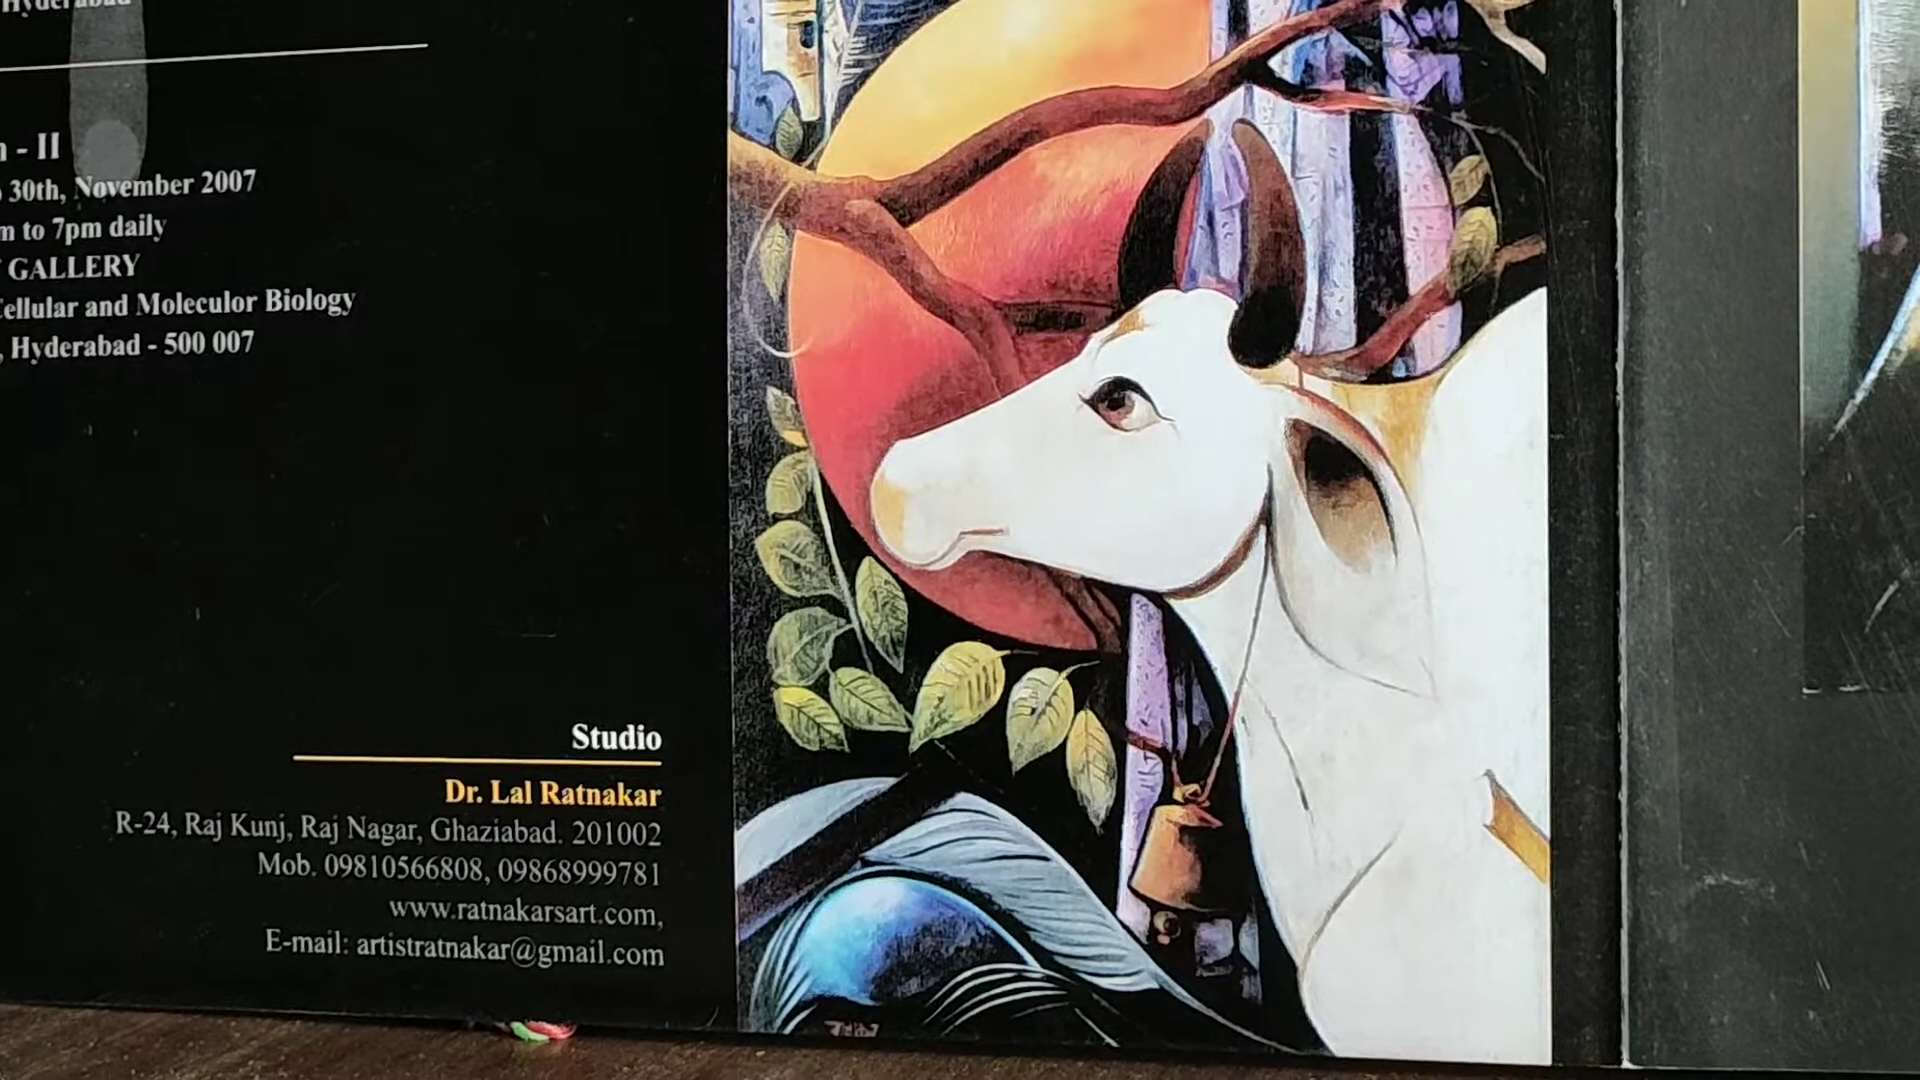 Hyderabad
- II
30th, November 2007
to 7pm daily
GALLERY
Cellular and Moleculor Biology
, Hyderabad - 500 007
Studio
Dr. Lal Ratnakar
R-24, Raj Kunj, Raj Nagar, Ghaziabad. 201002
Mob. 09810566808, 09868999781
www.ratnakarsart.com,
E-mail: artistratnakar@gmail.com